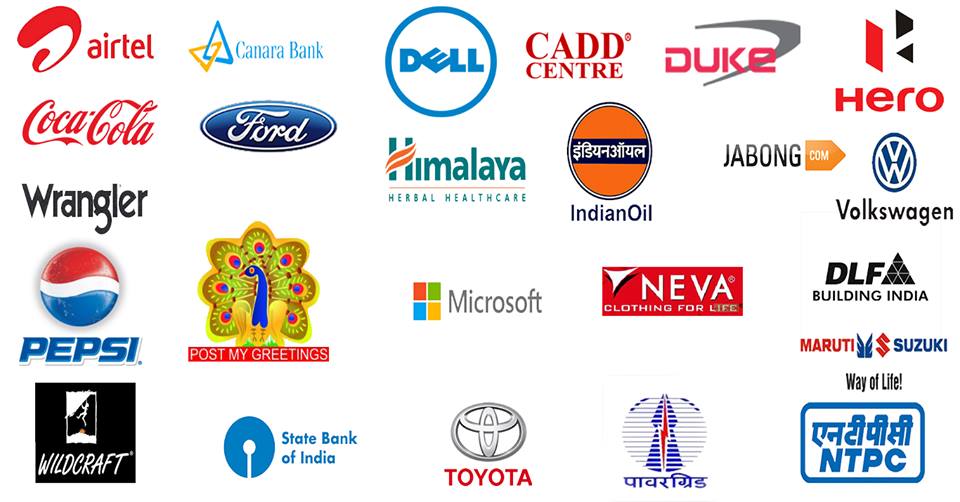 airtel
Canara Bank
DELL
CADD®
CENTRE
DUKE
Hero
Coca-Cola
Ford
Himalaya
HERBAL HEALTHCARE
इंडियनऑयल
IndianOil
JABONG COM
Volkswagen
Wrangler
PEPSI
POST MY GREETINGS
Microsoft
NEVA®
CLOTHING FOR LIFE
DLF
BUILDING INDIA
MARUTI SUZUKI
Way of Life!
WILDCRAFT®
State Bank
of India
TOYOTA
पावरग्रिड
एनटीपीसी
NTPC